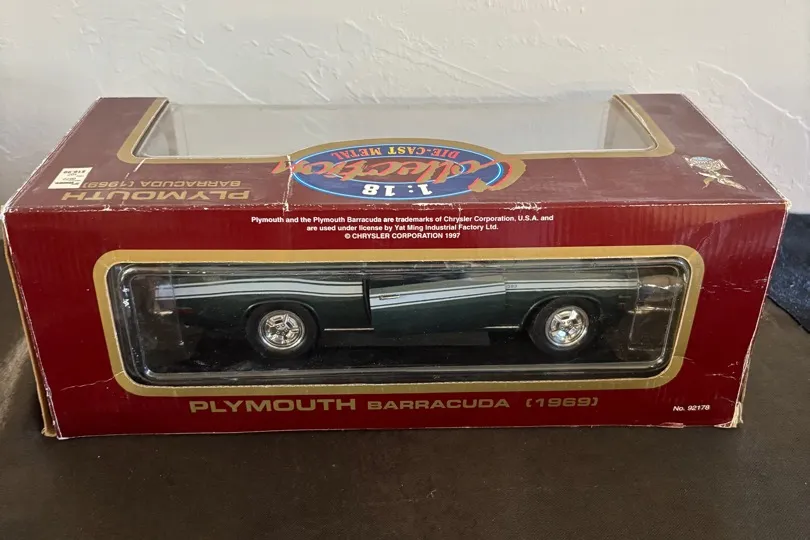 PLYMOUTH
BARRACUDA (1969)
Collection
DIE-CAST METAL
1:18
Plymouth and the Plymouth Barracuda are trademarks of Chrysler Corporation, U.S.A. and
are used under license by Yat Ming Industrial Factory Ltd.
© CHRYSLER CORPORATION 1997
PLYMOUTH BARRACUDA (1969)
No. 92178